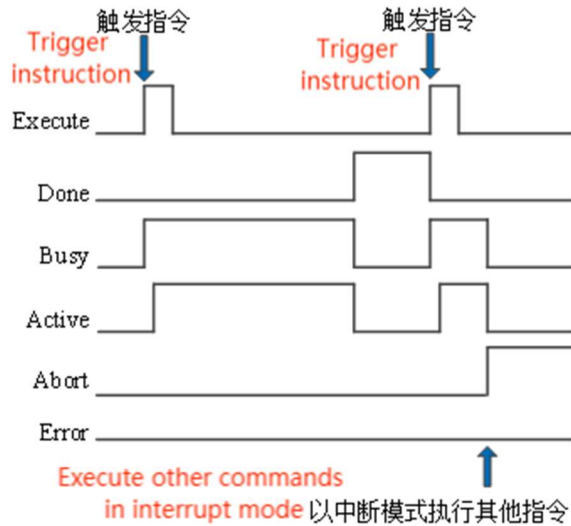 触发指令
Trigger
instruction
触发指令
Trigger
instruction
Execute
Done
Busy
Active
Abort
Error
Execute other commands
in interrupt mode 以中断模式执行其他指令